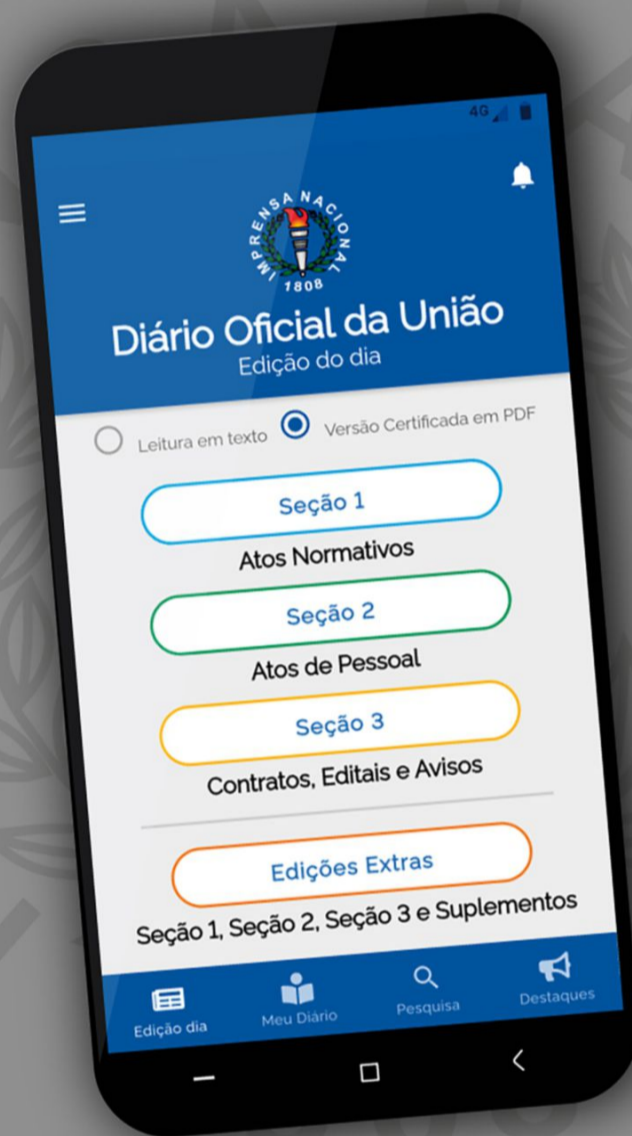 4G
IMPRENSA NACIONAL
1808
Diário Oficial da União
Edição do dia
Leitura em texto Versão Certificada em PDF
Seção 1
Atos Normativos
Seção 2
Atos de Pessoal
Seção 3
Contratos, Editais e Avisos
Edições Extras
Seção 1, Seção 2, Seção 3 e Suplementos
Edição dia Meu Diário Pesquisa Destaques